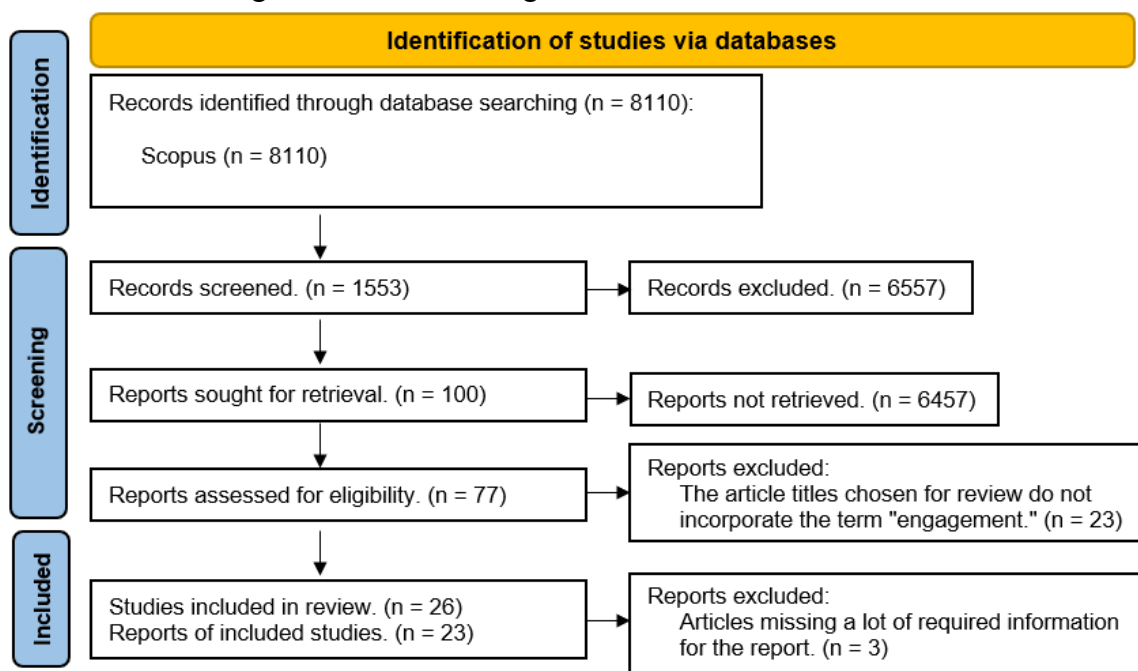 Identification of studies via databases
Identification
Records identified through database searching (n = 8110):
Scopus (n = 8110)
Screening
Records screened. (n = 1553)
Records excluded. (n = 6557)
Reports sought for retrieval. (n = 100)
Reports not retrieved. (n = 6457)
Reports assessed for eligibility. (n = 77)
Reports excluded:
The article titles chosen for review do not
incorporate the term "engagement." (n = 23)
Included
Studies included in review. (n = 26)
Reports of included studies. (n = 23)
Reports excluded:
Articles missing a lot of required information
for the report. (n = 3)